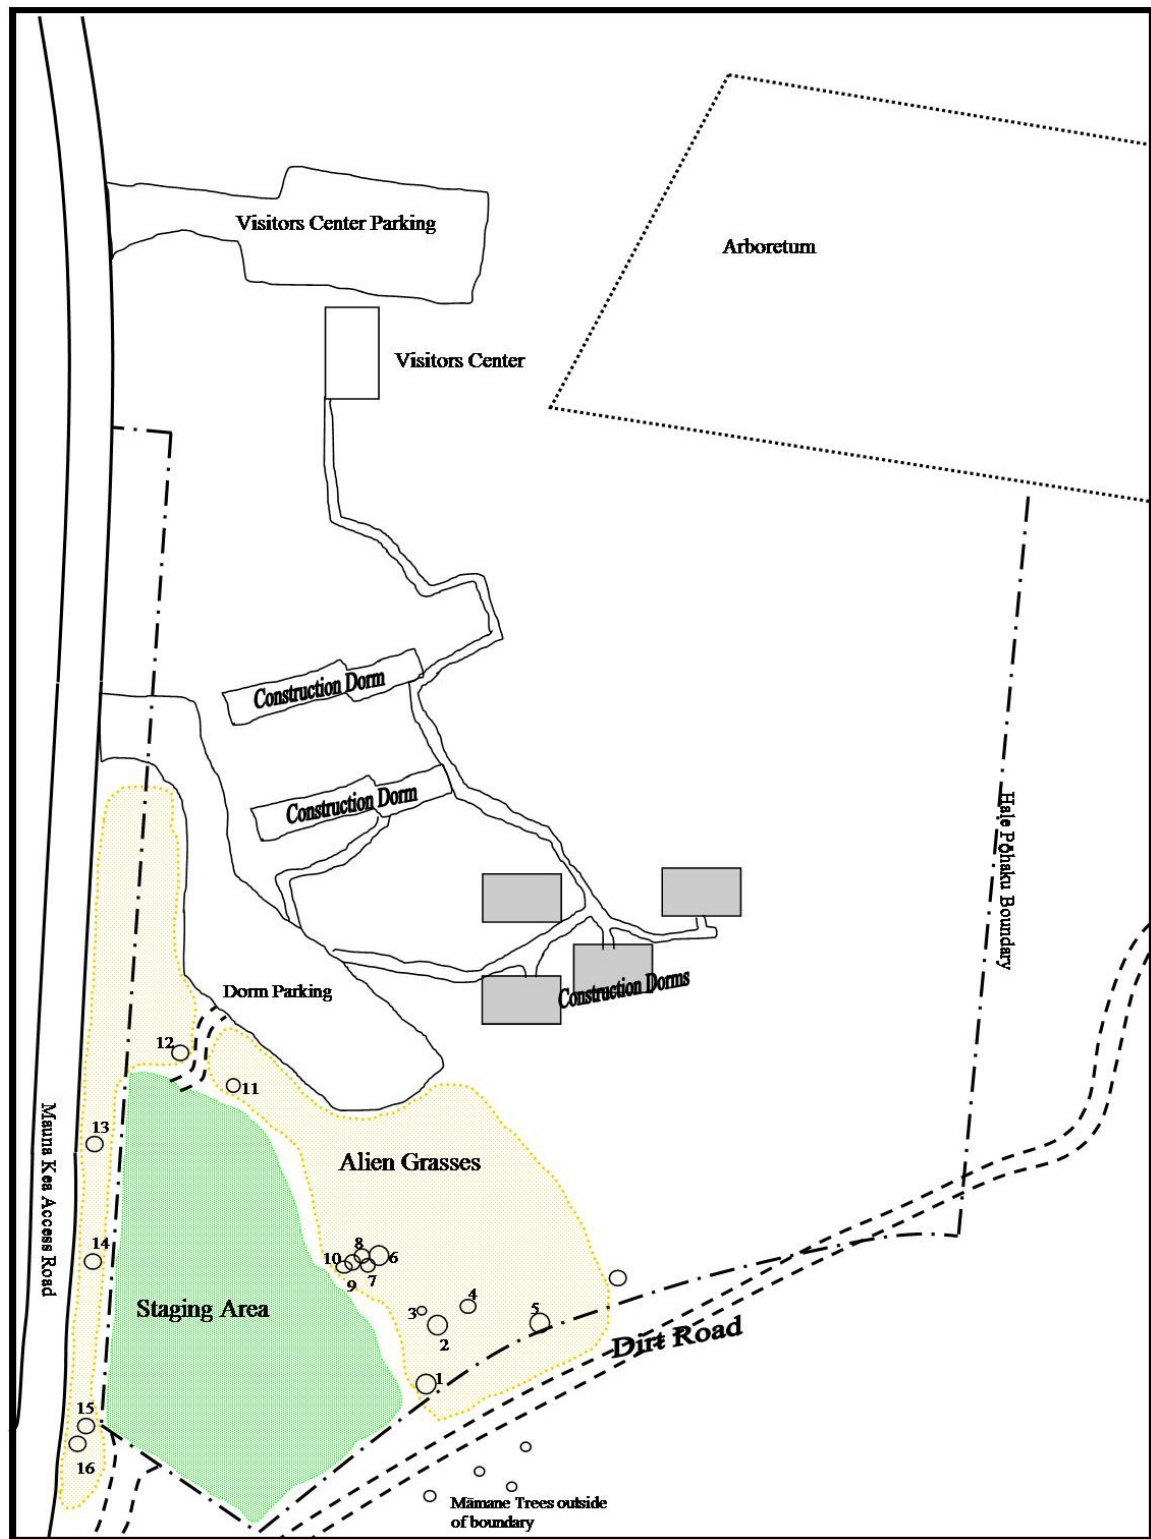 Visitors Center Parking
Arboretum
Visitors Center
Construction Dorm
Construction Dorm
Hale Pōhaku Boundary
Construction Dorms
Dorm Parking
12
11
Mauna Kea Access Road
13
Alien Grasses
14
8
10
6
7
9
Staging Area
4
3
5
2
Dirt Road
1
15
16
Māmane Trees outside
of boundary